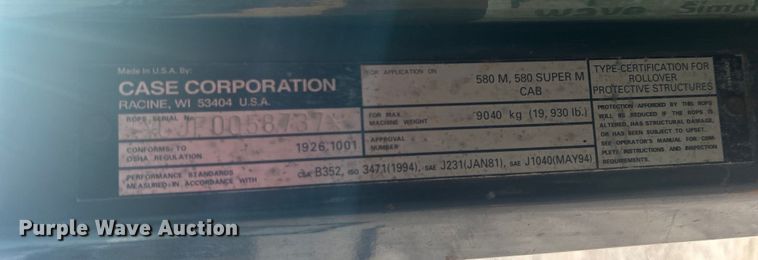 wave Simpl
Made in U.S.A. By:
CASE CORPORATION
RACINE, WI 53404 U.S.A.
ROPS SERIAL No.
CONFORMS TO
OSHA REGULATION
1926,1001
PERFORMANCE STANDARDS
MEASURED IN ACCORDANCE WITH
CSA B352, ISO 3471(1994), SAE J231(JAN81), SAE J1040(MAY94)
FOR APPLICATION ON
580 M, 580 SUPER M
CAB
FOR MAX
MACHINE WEIGHT
9040 kg (19, 930 lb.)
APPROVAL
NUMBER
TYPE-CERTIFICATION FOR
ROLLOVER
PROTECTIVE STRUCTURES
PROTECTION AFFORDED BY THIS ROPS
WILL BE REDUCED IF THE ROPS IS
ALTERED, HAS STRUCTURAL DAMAGE,
OR HAS BEEN SUBJECT TO UPSET.
SEE OPERATOR'S MANUAL FOR COM-
PLETE INSTRUCTIONS AND INSPECTION
REQUIREMENTS.
Purple Wave Auction